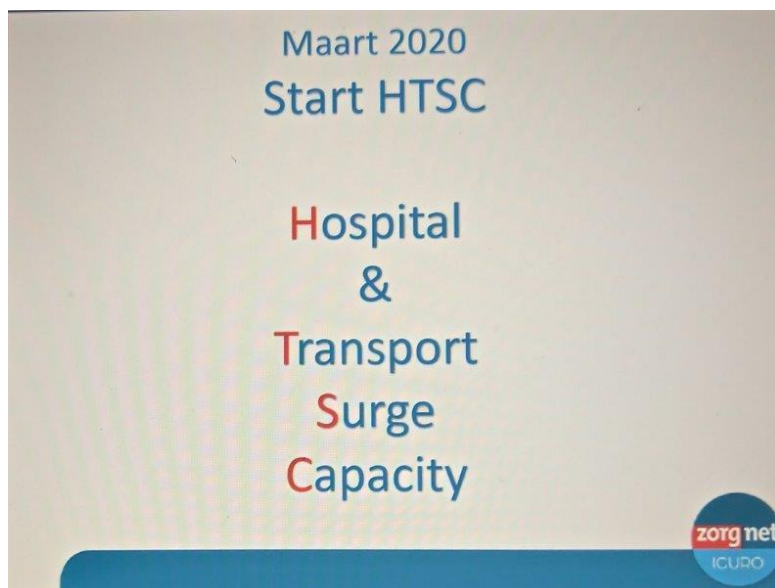 Maart 2020
Start HTSC
Hospital
&
Transport
Surge
Capacity
zorgnet
ICURO